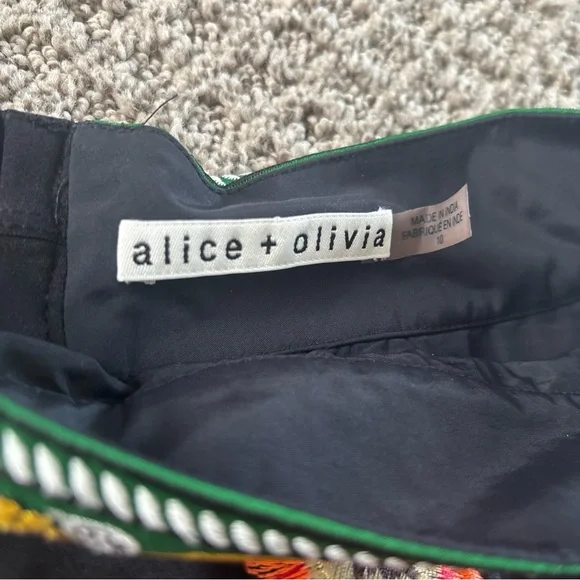 alice + olivia
MADE IN INDIA
FABRIQUÉ EN INDE
10